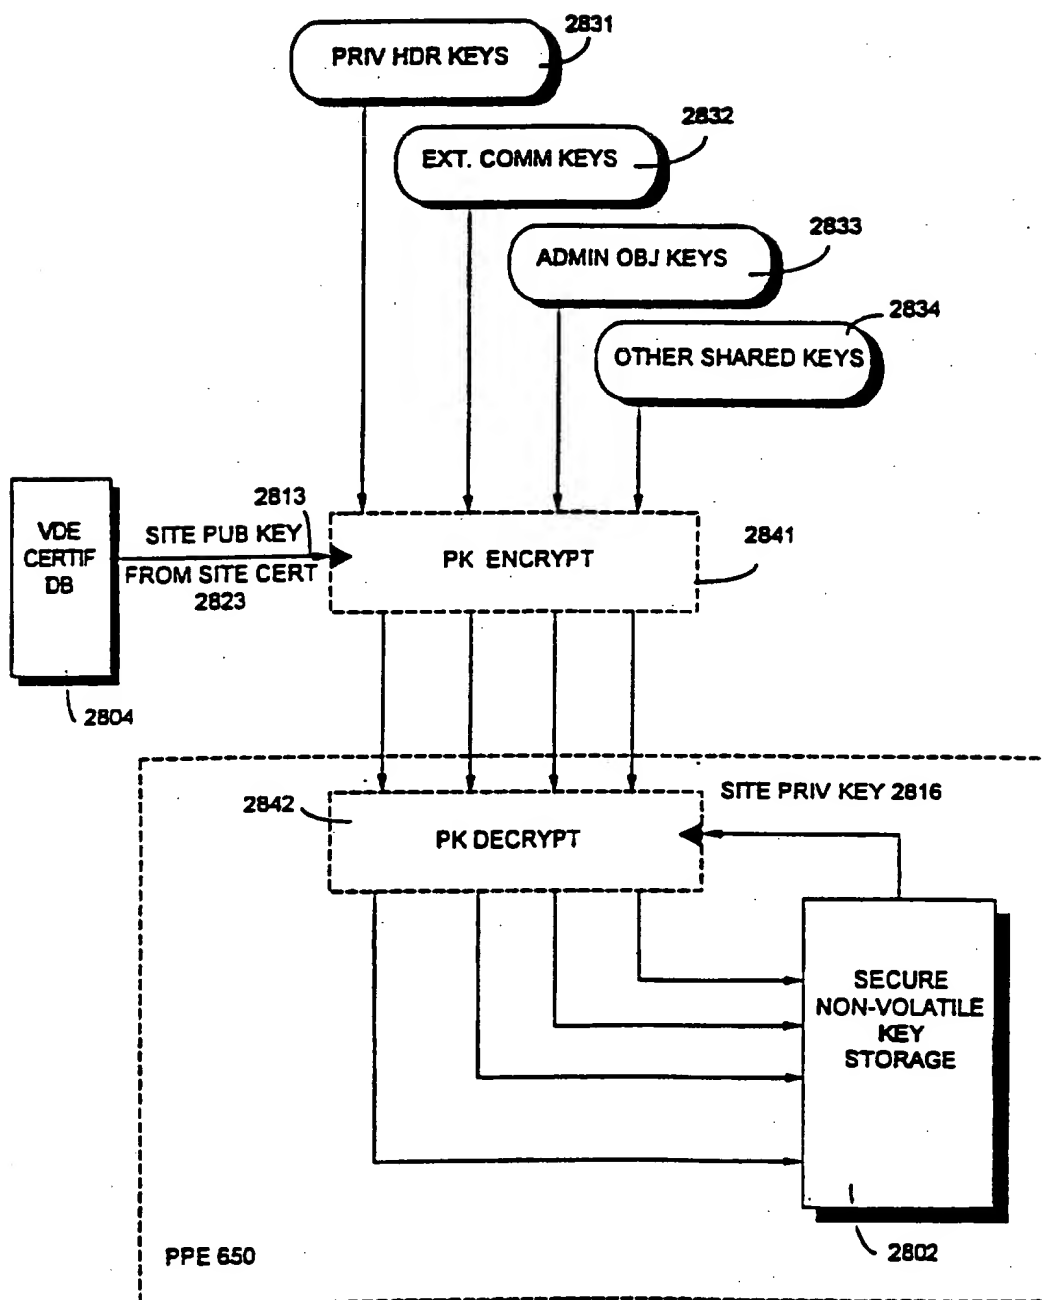 2831
PRIV HDR KEYS
2832
EXT. COMM KEYS
2833
ADMIN OBJ KEYS
2834
OTHER SHARED KEYS
VDE
CERTIF
DB
2813
SITE PUB KEY
FROM SITE CERT
2823
PK ENCRYPT
2841
2804
2842
PK DECRYPT
SITE PRIV KEY 2816
SECURE
NON-VOLATILE
KEY
STORAGE
2802
PPE 650